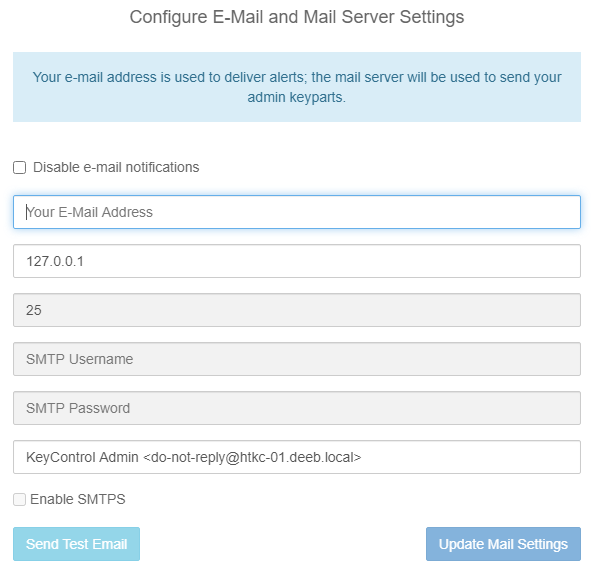 Configure E-Mail and Mail Server Settings
Your e-mail address is used to deliver alerts; the mail server will be used to send your
admin keyparts.
Disable e-mail notifications
Your E-Mail Address
127.0.0.1
25
SMTP Username
SMTP Password
KeyControl Admin <do-not-reply@htkc-01.deeb.local>
Enable SMTPS
Send Test Email
Update Mail Settings